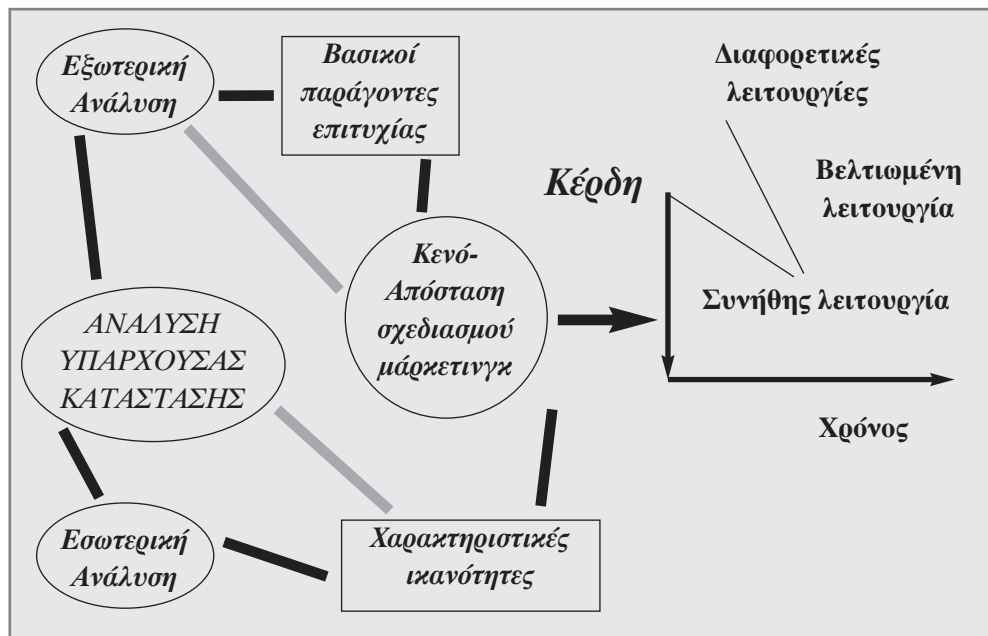 Εξωτερική
Ανάλυση
Βασικοί
παράγοντες
επιτυχίας
Διαφορετικές
λειτουργίες
Κέρδη
Βελτιωμένη
λειτουργία
Κενό-
Απόσταση
σχεδιασμού
μάρκετινγκ
Συνήθης λειτουργία
ΑΝΑΛΥΣΗ
ΥΠΑΡΧΟΥΣΑΣ
ΚΑΤΑΣΤΑΣΗΣ
Χρόνος
Εσωτερική
Ανάλυση
Χαρακτηριστικές
ικανότητες